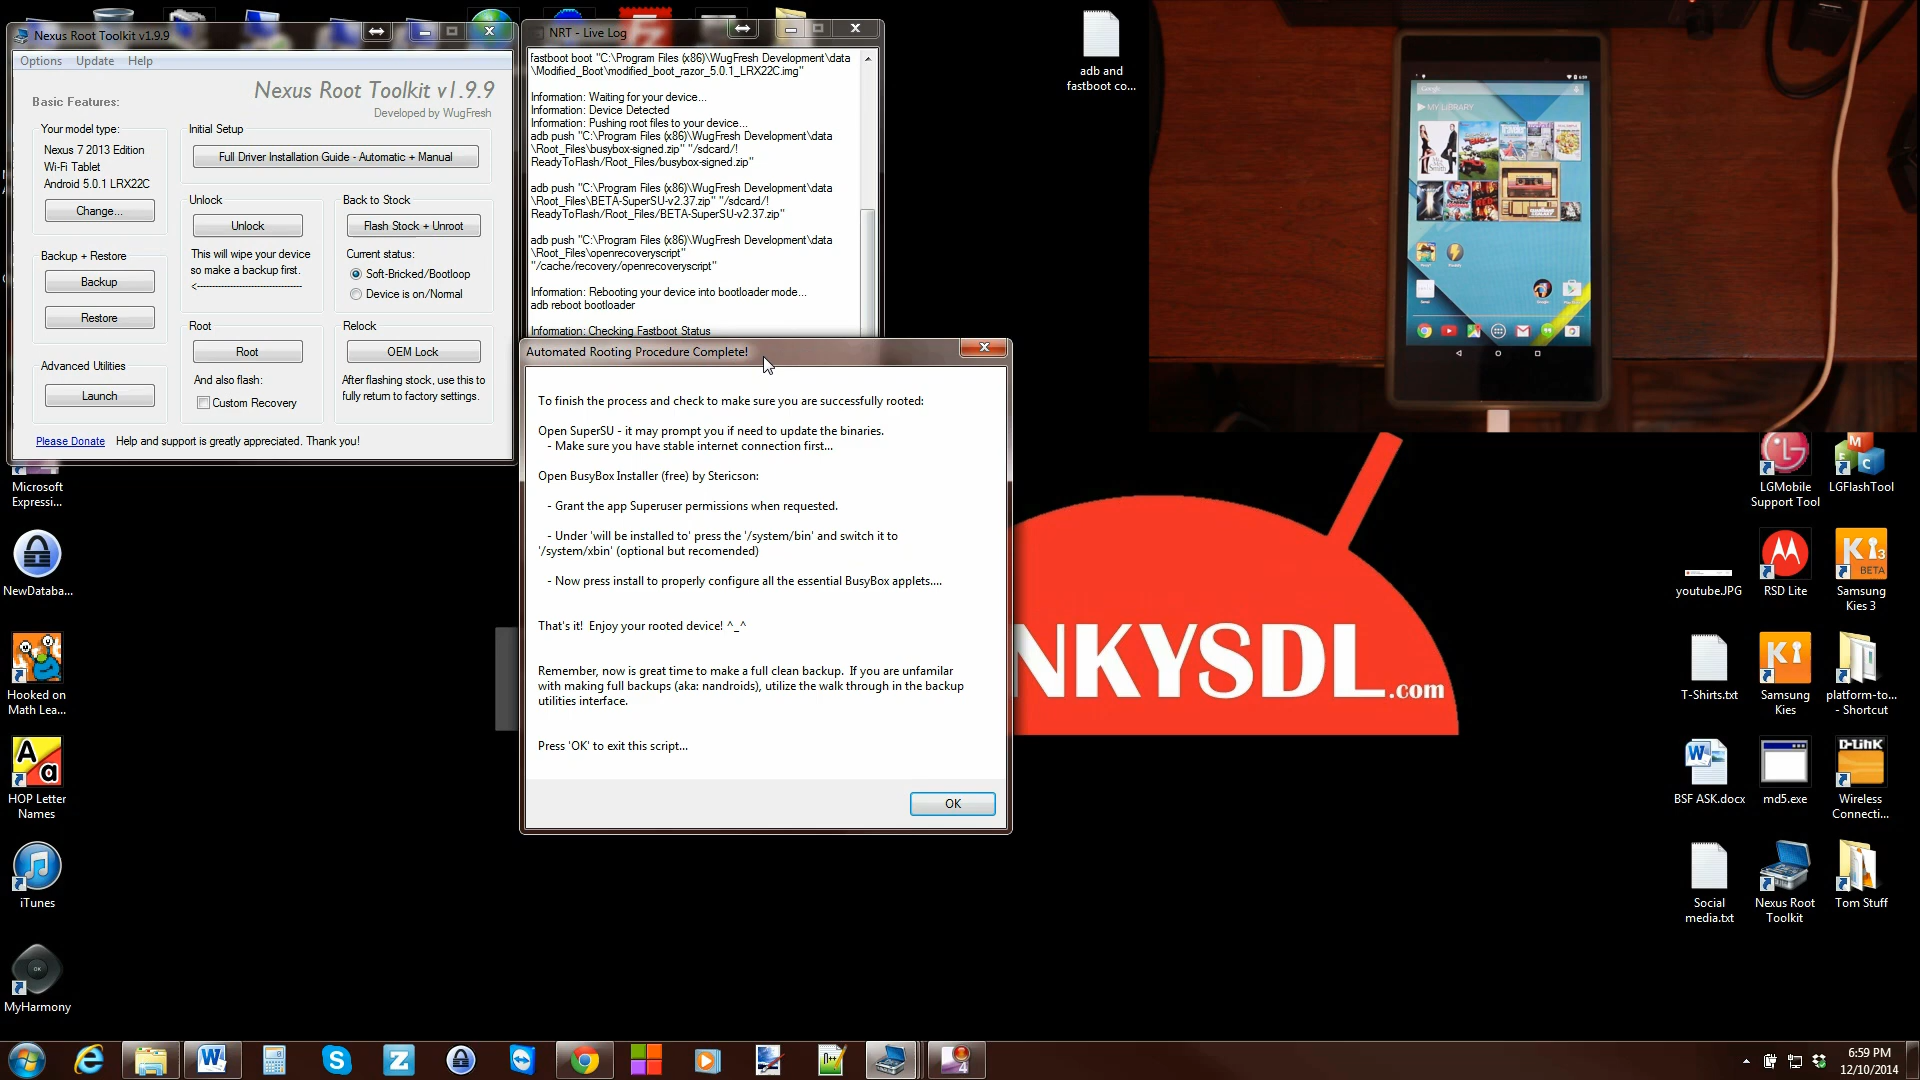 Nexus Root Toolkit v1.9.9
Options Update Help
Nexus Root Toolkit v1.9.9
Developed by WugFresh
Basic Features:
Your model type:
Nexus 7 2013 Edition
Wi-Fi Tablet
Android 5.0.1 LRX22C
Change...
Initial Setup
Full Driver Installation Guide - Automatic + Manual
Unlock
Unlock
This will wipe your device
so make a backup first.
Back to Stock
Flash Stock + Unroot
Current status:
Soft-Bricked/Bootloop
Device is on/Normal
Backup + Restore
Backup
Restore
Root
Root
And also flash:
Custom Recovery
Relock
OEM Lock
After flashing stock, use this to
fully return to factory settings.
Advanced Utilities
Launch
Please Donate Help and support is greatly appreciated. Thank you!
NRT - Live Log
fastboot boot "C:\Program Files (x86)\WugFresh Development\data
\Modified_Boot\modified_boot_razor_5.0.1_LRX22C.img"
Information: Waiting for your device...
Information: Device Detected
Information: Pushing root files to your device...
adb push "C:\Program Files (x86)\WugFresh Development\data
\Root_Files\busybox-signed.zip" "/sdcard/!
ReadyToFlash/Root_Files/busybox-signed.zip"
adb push "C:\Program Files (x86)\WugFresh Development\data
\Root_Files\BETA-SuperSU-v2.37.zip" "/sdcard/!
ReadyToFlash/Root_Files/BETA-SuperSU-v2.37.zip"
adb push "C:\Program Files (x86)\WugFresh Development\data
\Root_Files\openrecoveryscript"
"/cache/recovery/openrecoveryscript"
Information: Rebooting your device into bootloader mode...
adb reboot bootloader
Information: Checking Fastboot Status
Automated Rooting Procedure Complete!
To finish the process and check to make sure you are successfully rooted:
Open SuperSU - it may prompt you if need to update the binaries.
- Make sure you have stable internet connection first...
Open BusyBox Installer (free) by Stericson:
- Grant the app Superuser permissions when requested.
- Under 'will be installed to' press the '/system/bin' and switch it to
'/system/xbin' (optional but recomended)
- Now press install to properly configure all the essential BusyBox applets....
That's it! Enjoy your rooted device! ^_^
Remember, now is great time to make a full clean backup. If you are unfamilar
with making full backups (aka: nandroids), utilize the walk through in the backup
utilities interface.
Press 'OK' to exit this script...
OK
adb and
fastboot co...
Google
MY LIBRARY
NKYSDL.com
Microsoft
Expressi...
NewDataba...
Hooked on
Math Lea...
HOP Letter
Names
iTunes
MyHarmony
LGMobile
Support Tool
LGFlashTool
youtube.JPG
RSD Lite
Samsung
Kies 3
T-Shirts.txt
Samsung
Kies
platform-to...
- Shortcut
BSF ASK.docx
md5.exe
Wireless
Connecti...
Social
media.txt
Nexus Root
Toolkit
Tom Stuff
6:59 PM
12/10/2014